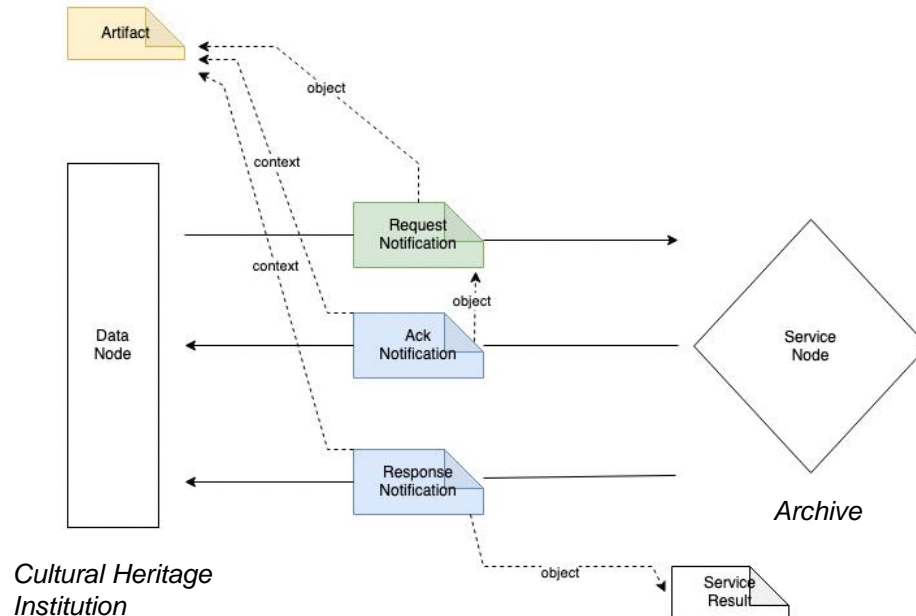 Artifact
object
context
Request
Notification
context
object
Data
Node
Ack
Notification
Service
Node
Response
Notification
Archive
object
Cultural Heritage
Institution
Service
Result